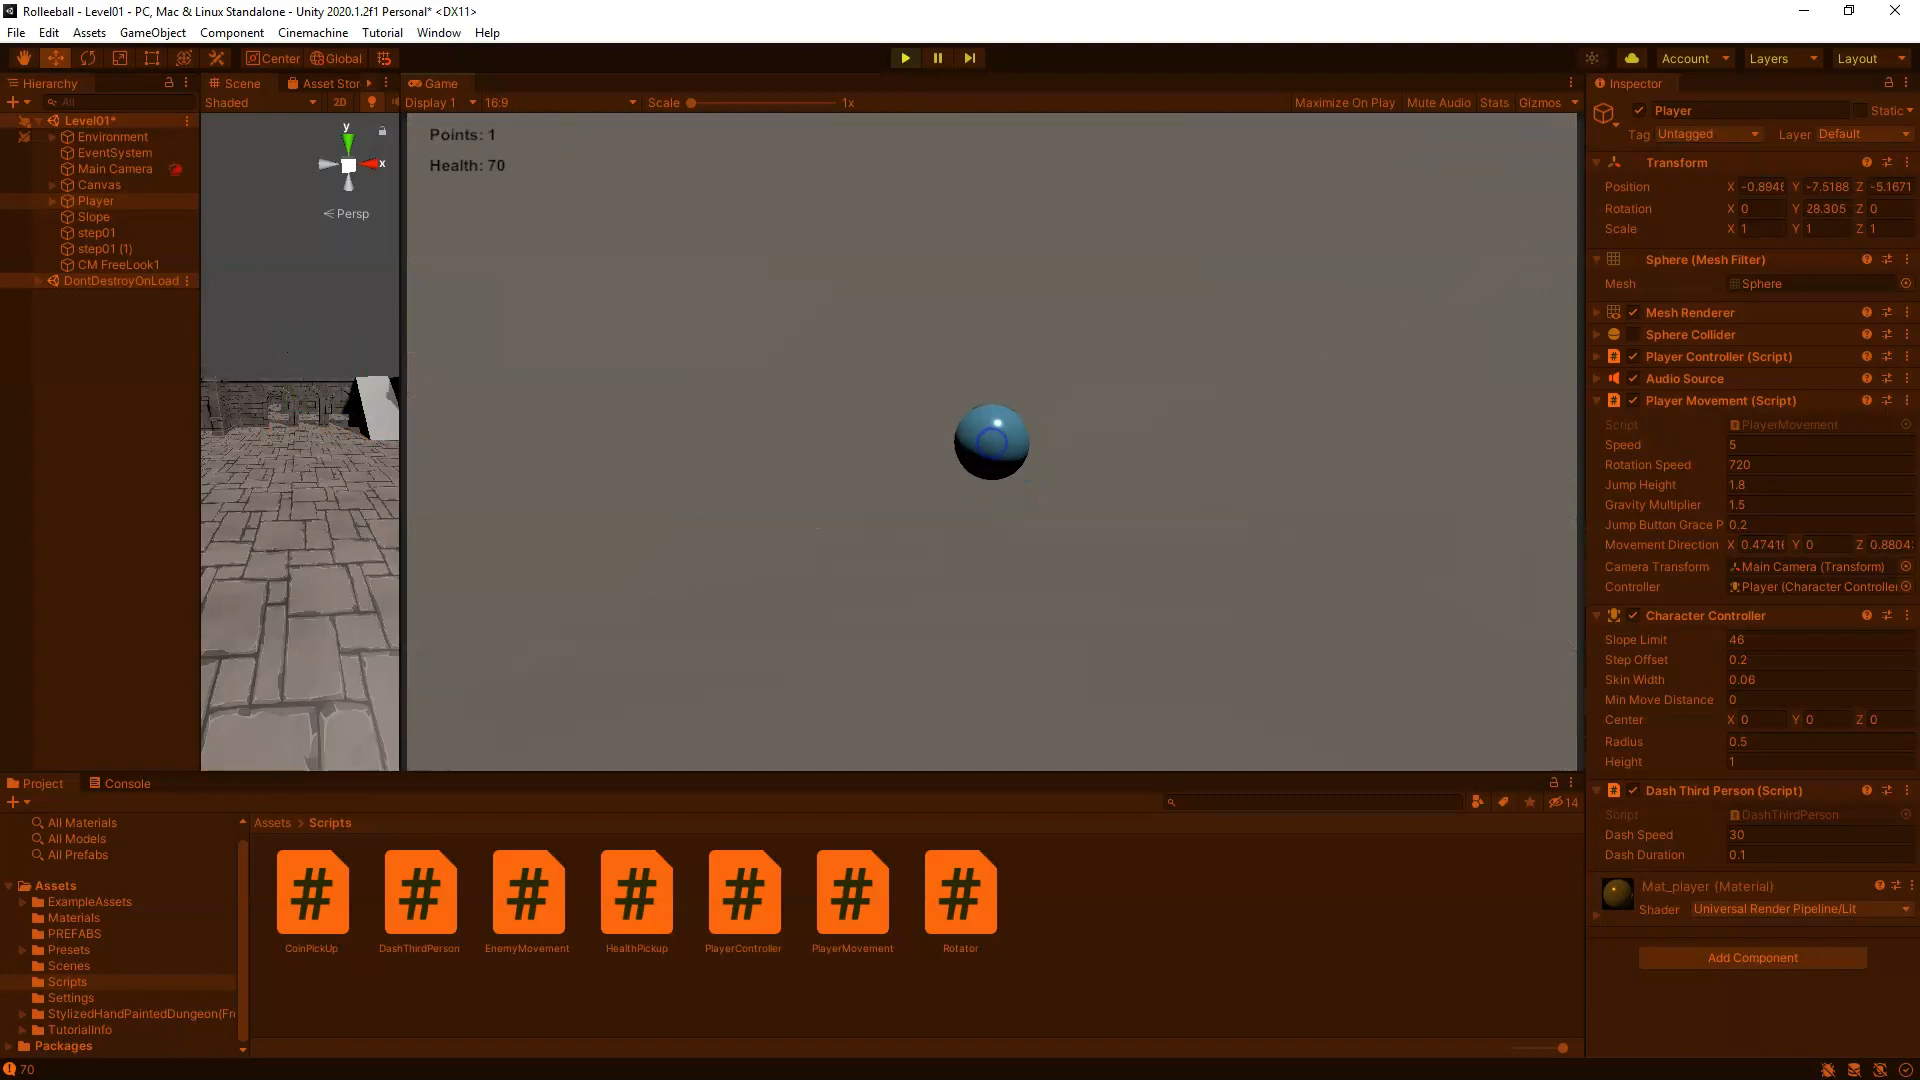 Rolleeball - Level01 - PC, Mac & Linux Standalone - Unity 2020.1.2f1 Personal* <DX11>
File Edit Assets GameObject Component Cinemachine Tutorial Window Help
Center Global Account Layers Layout
Hierarchy
All
Level01*
Environment
EventSystem
Main Camera
Canvas
Player
Slope
step01
step01 (1)
CM FreeLook1
DontDestroyOnLoad
Scene Asset Stor
Shaded 2D
y
x
Persp
Game
Display 1 16:9 Scale 1x Maximize On Play Mute Audio Stats Gizmos
Points: 1
Health: 70
Inspector
Player Static
Tag Untagged Layer Default
Transform
Position X -0.8946 Y -7.5188 Z -5.1671
Rotation X 0 Y 28.305 Z 0
Scale X 1 Y 1 Z 1
Sphere (Mesh Filter)
Mesh Sphere
Mesh Renderer
Sphere Collider
Player Controller (Script)
Audio Source
Player Movement (Script)
Script PlayerMovement
Speed 5
Rotation Speed 720
Jump Height 1.8
Gravity Multiplier 1.5
Jump Button Grace P 0.2
Movement Direction X 0.47416 Y 0 Z 0.8804
Camera Transform Main Camera (Transform)
Controller Player (Character Controller
Character Controller
Slope Limit 46
Step Offset 0.2
Skin Width 0.06
Min Move Distance 0
Center X 0 Y 0 Z 0
Radius 0.5
Height 1
Dash Third Person (Script)
Script DashThirdPerson
Dash Speed 30
Dash Duration 0.1
Mat_player (Material)
Shader Universal Render Pipeline/Lit
Add Component
Project Console
14
All Materials
All Models
All Prefabs
Assets
ExampleAssets
Materials
PREFABS
Presets
Scenes
Scripts
Settings
StylizedHandPaintedDungeon(Fr
TutorialInfo
Packages
Assets > Scripts
CoinPickUp DashThirdPerson EnemyMovement HealthPickup PlayerController PlayerMovement Rotator
70